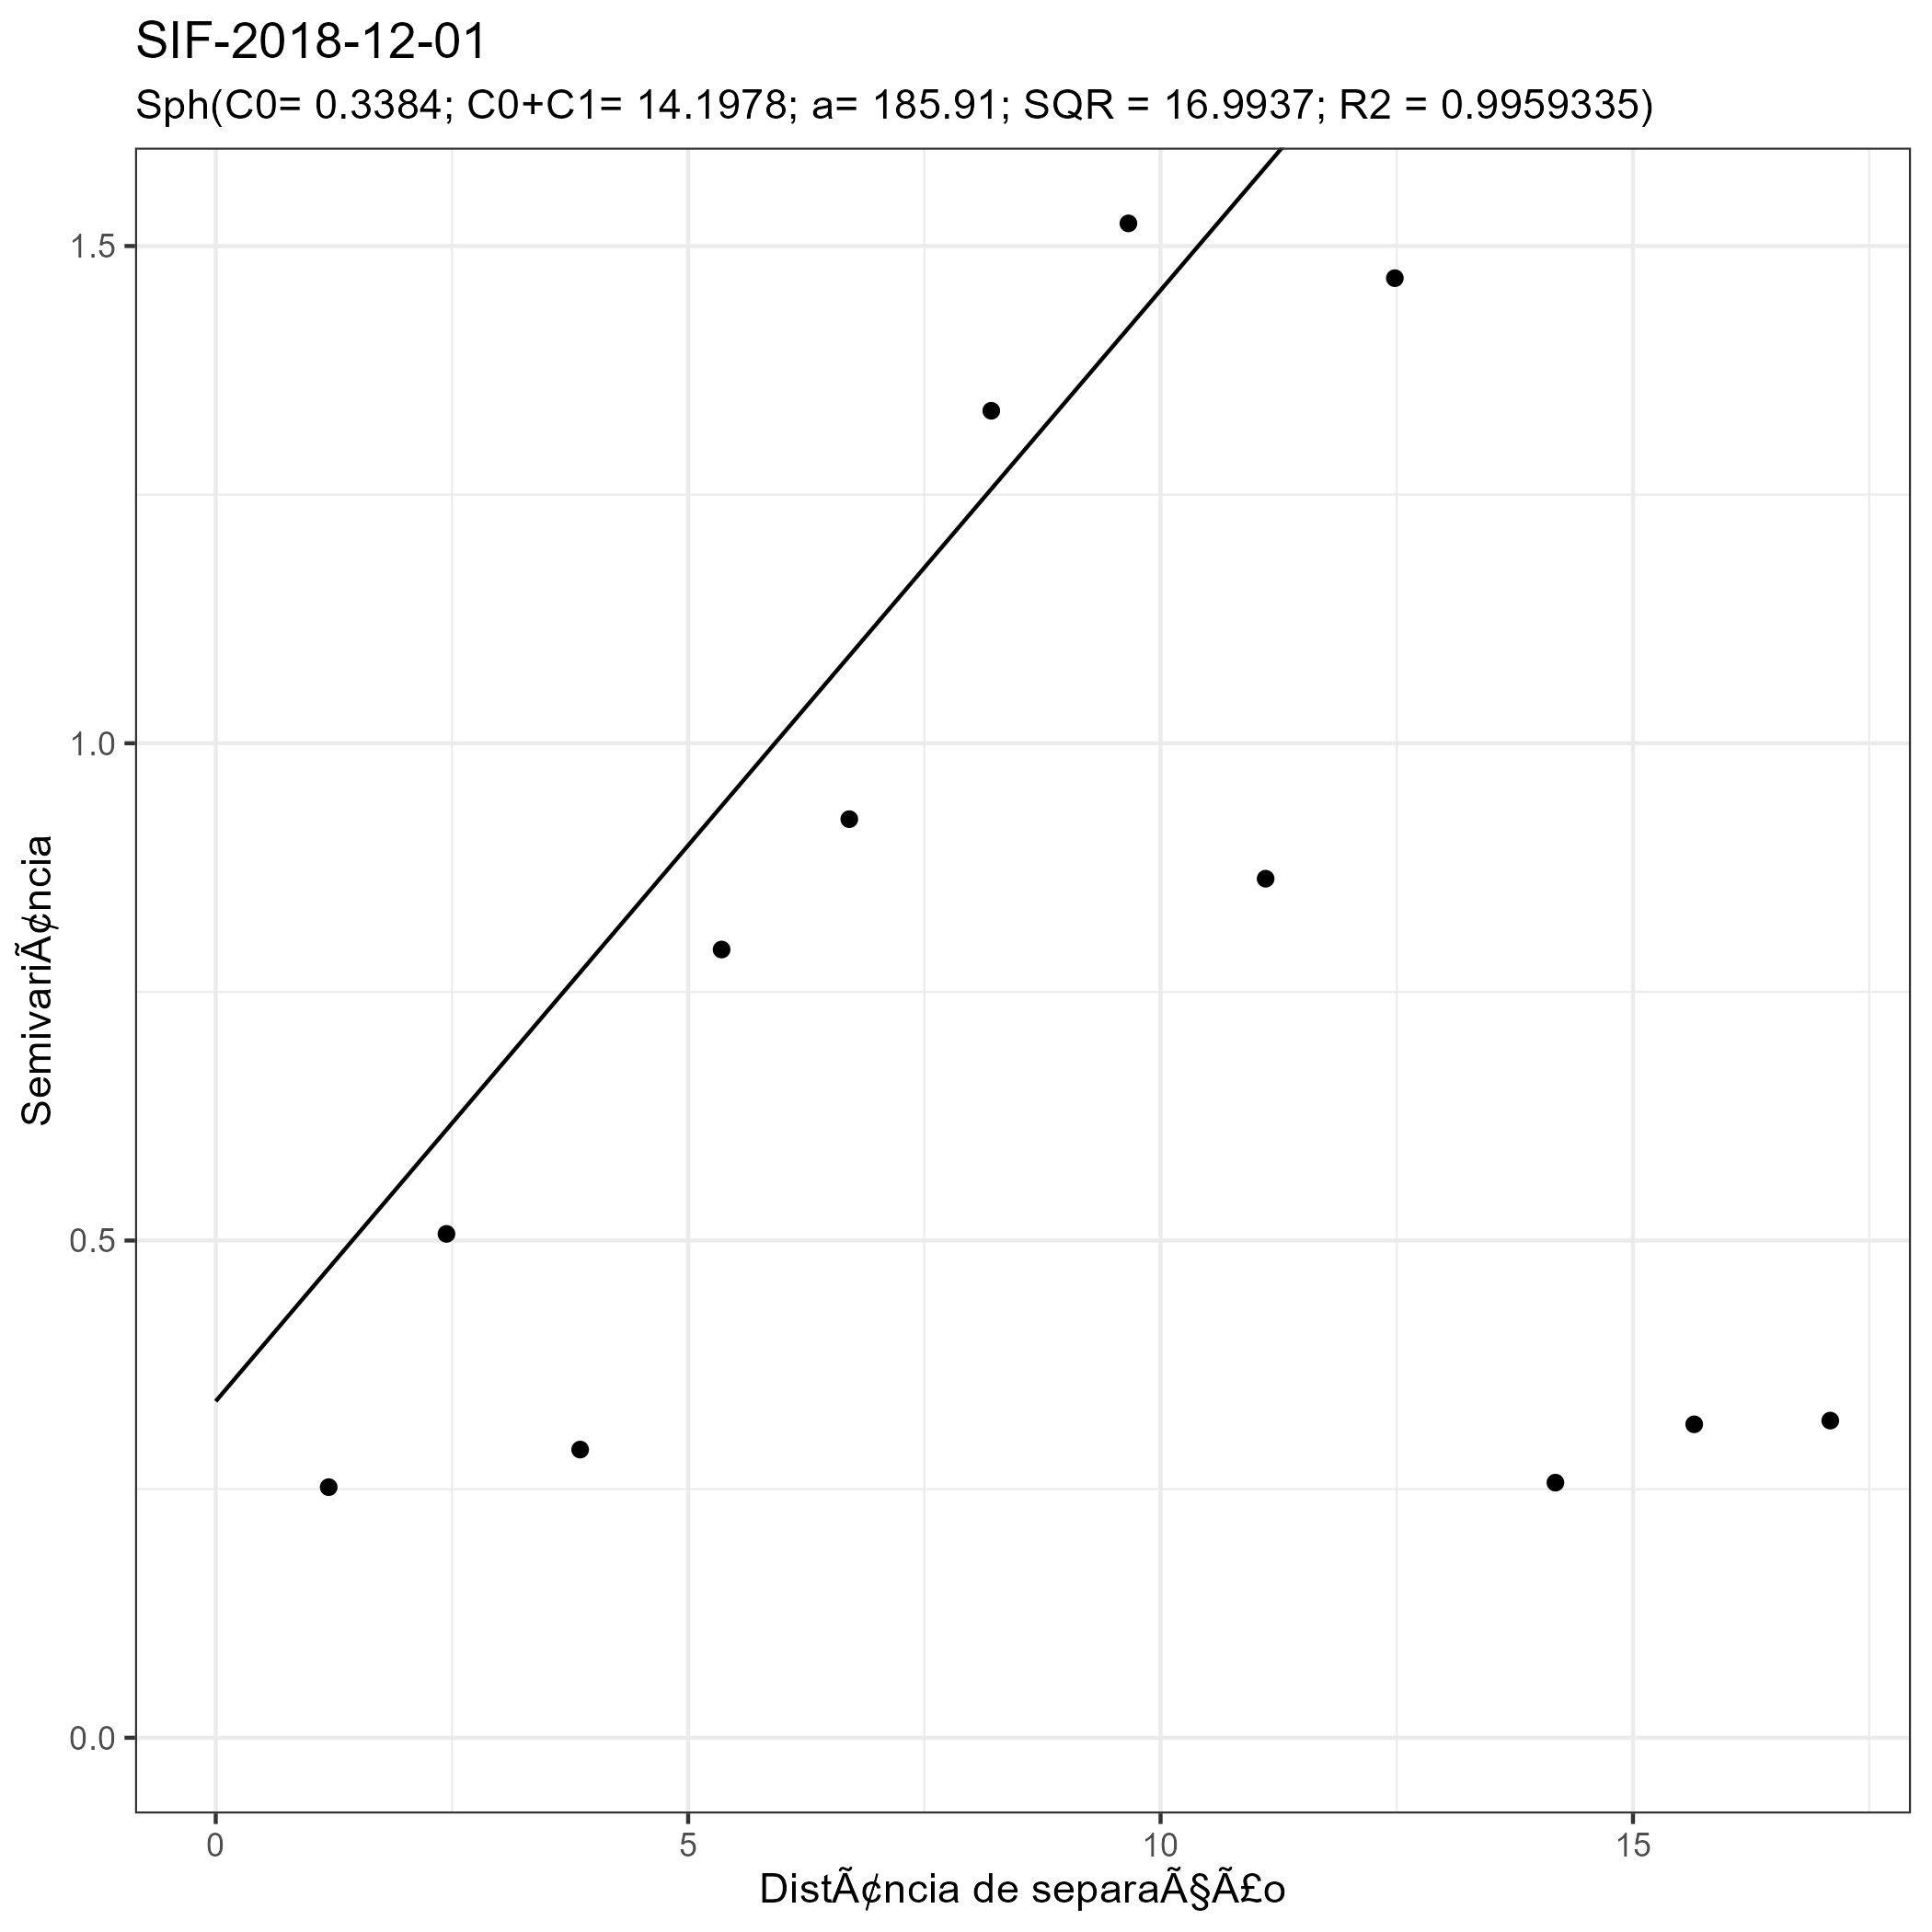 SIF-2018-12-01
Sph(C0= 0.3384; C0+C1= 14.1978; a= 185.91; SQR = 16.9937; R2 = 0.9959335)
1.5
1.0
0.5
0.0
SemivariÃ¢ncia
0 5 10 15
DistÃ¢ncia de separaÃ§Ã£o